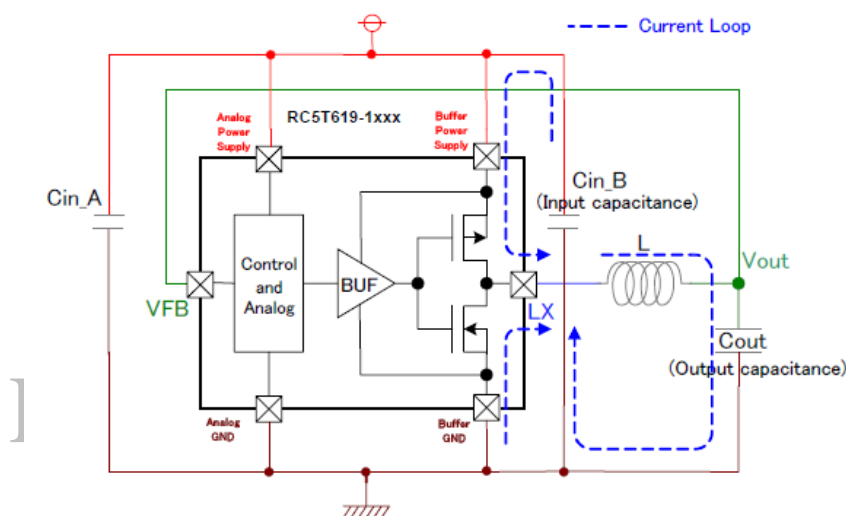 Current Loop
RC5T619-1xxx
Analog
Power
Supply
Buffer
Power
Supply
Cin_A
Cin_B
(Input capacitance)
Control
and
Analog
BUF
VFB
LX
L
Vout
Cout
(Output capacitance)
Analog
GND
Buffer
GND
]